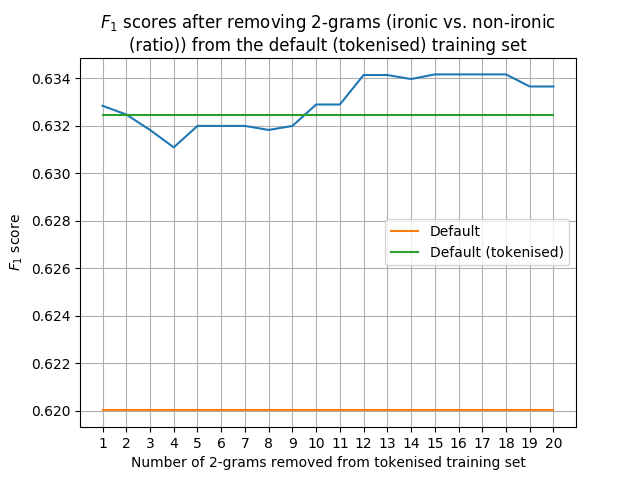 F1 scores after removing 2-grams (ironic vs. non-ironic
(ratio)) from the default (tokenised) training set
0.634
0.632
0.630
0.628
0.626
0.624
0.622
0.620
F1 score
Default
Default (tokenised)
1 2 3 4 5 6 7 8 9 10 11 12 13 14 15 16 17 18 19 20
Number of 2-grams removed from tokenised training set